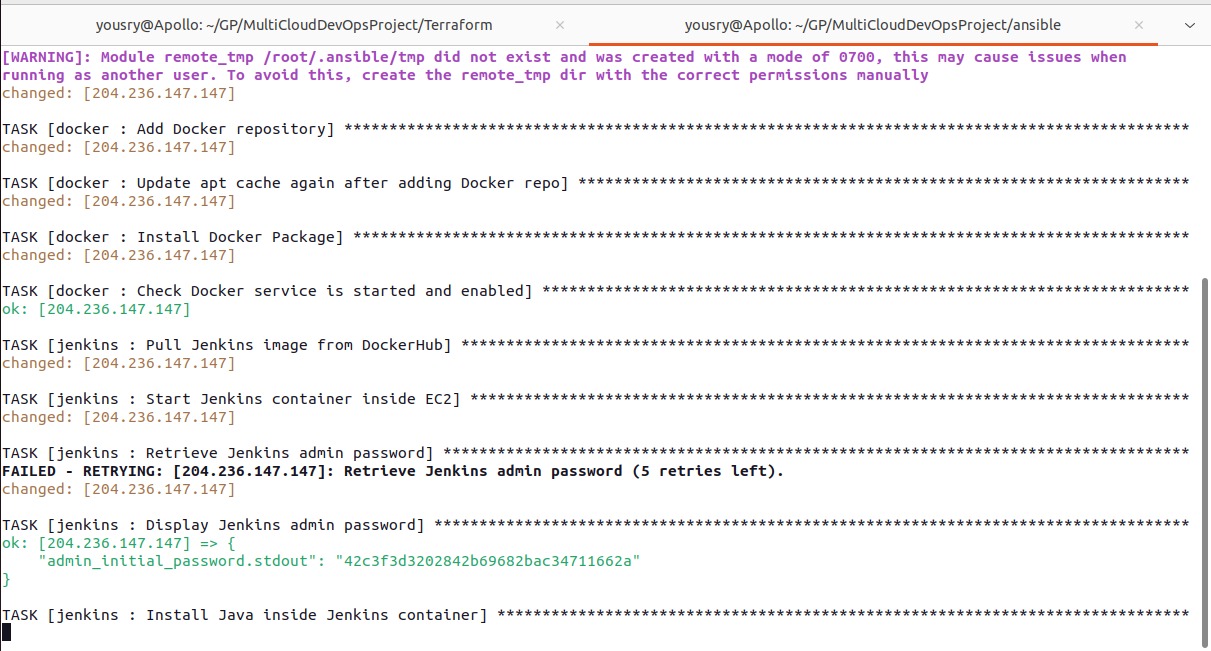 yousry@Apollo: ~/GP/MultiCloudDevOpsProject/Terraform × yousry@Apollo: ~/GP/MultiCloudDevOpsProject/ansible ×
[WARNING]: Module remote_tmp /root/.ansible/tmp did not exist and was created with a mode of 0700, this may cause issues when
running as another user. To avoid this, create the remote_tmp dir with the correct permissions manually
changed: [204.236.147.147]
TASK [docker : Add Docker repository] **********************************************************************************************
changed: [204.236.147.147]
TASK [docker : Update apt cache again after adding Docker repo] ********************************************************************
changed: [204.236.147.147]
TASK [docker : Install Docker Package] *********************************************************************************************
changed: [204.236.147.147]
TASK [docker : Check Docker service is started and enabled] ************************************************************************
ok: [204.236.147.147]
TASK [jenkins : Pull Jenkins image from DockerHub] *********************************************************************************
changed: [204.236.147.147]
TASK [jenkins : Start Jenkins container inside EC2] ********************************************************************************
changed: [204.236.147.147]
TASK [jenkins : Retrieve Jenkins admin password] ***********************************************************************************
FAILED - RETRYING: [204.236.147.147]: Retrieve Jenkins admin password (5 retries left).
changed: [204.236.147.147]
TASK [jenkins : Display Jenkins admin password] ************************************************************************************
ok: [204.236.147.147] => {
    "admin_initial_password.stdout": "42c3f3d3202842b69682bac34711662a"
}
TASK [jenkins : Install Java inside Jenkins container] *****************************************************************************